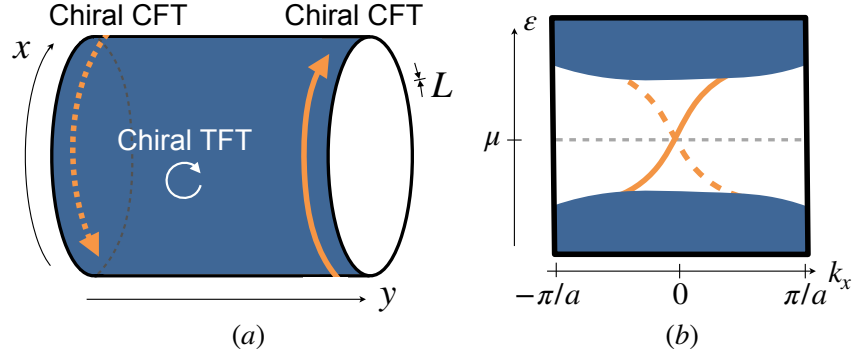 Chiral CFT
Chiral CFT
x
L
Chiral TFT
y
(a)
ε
μ
k_x
−π/a
0
π/a
(b)